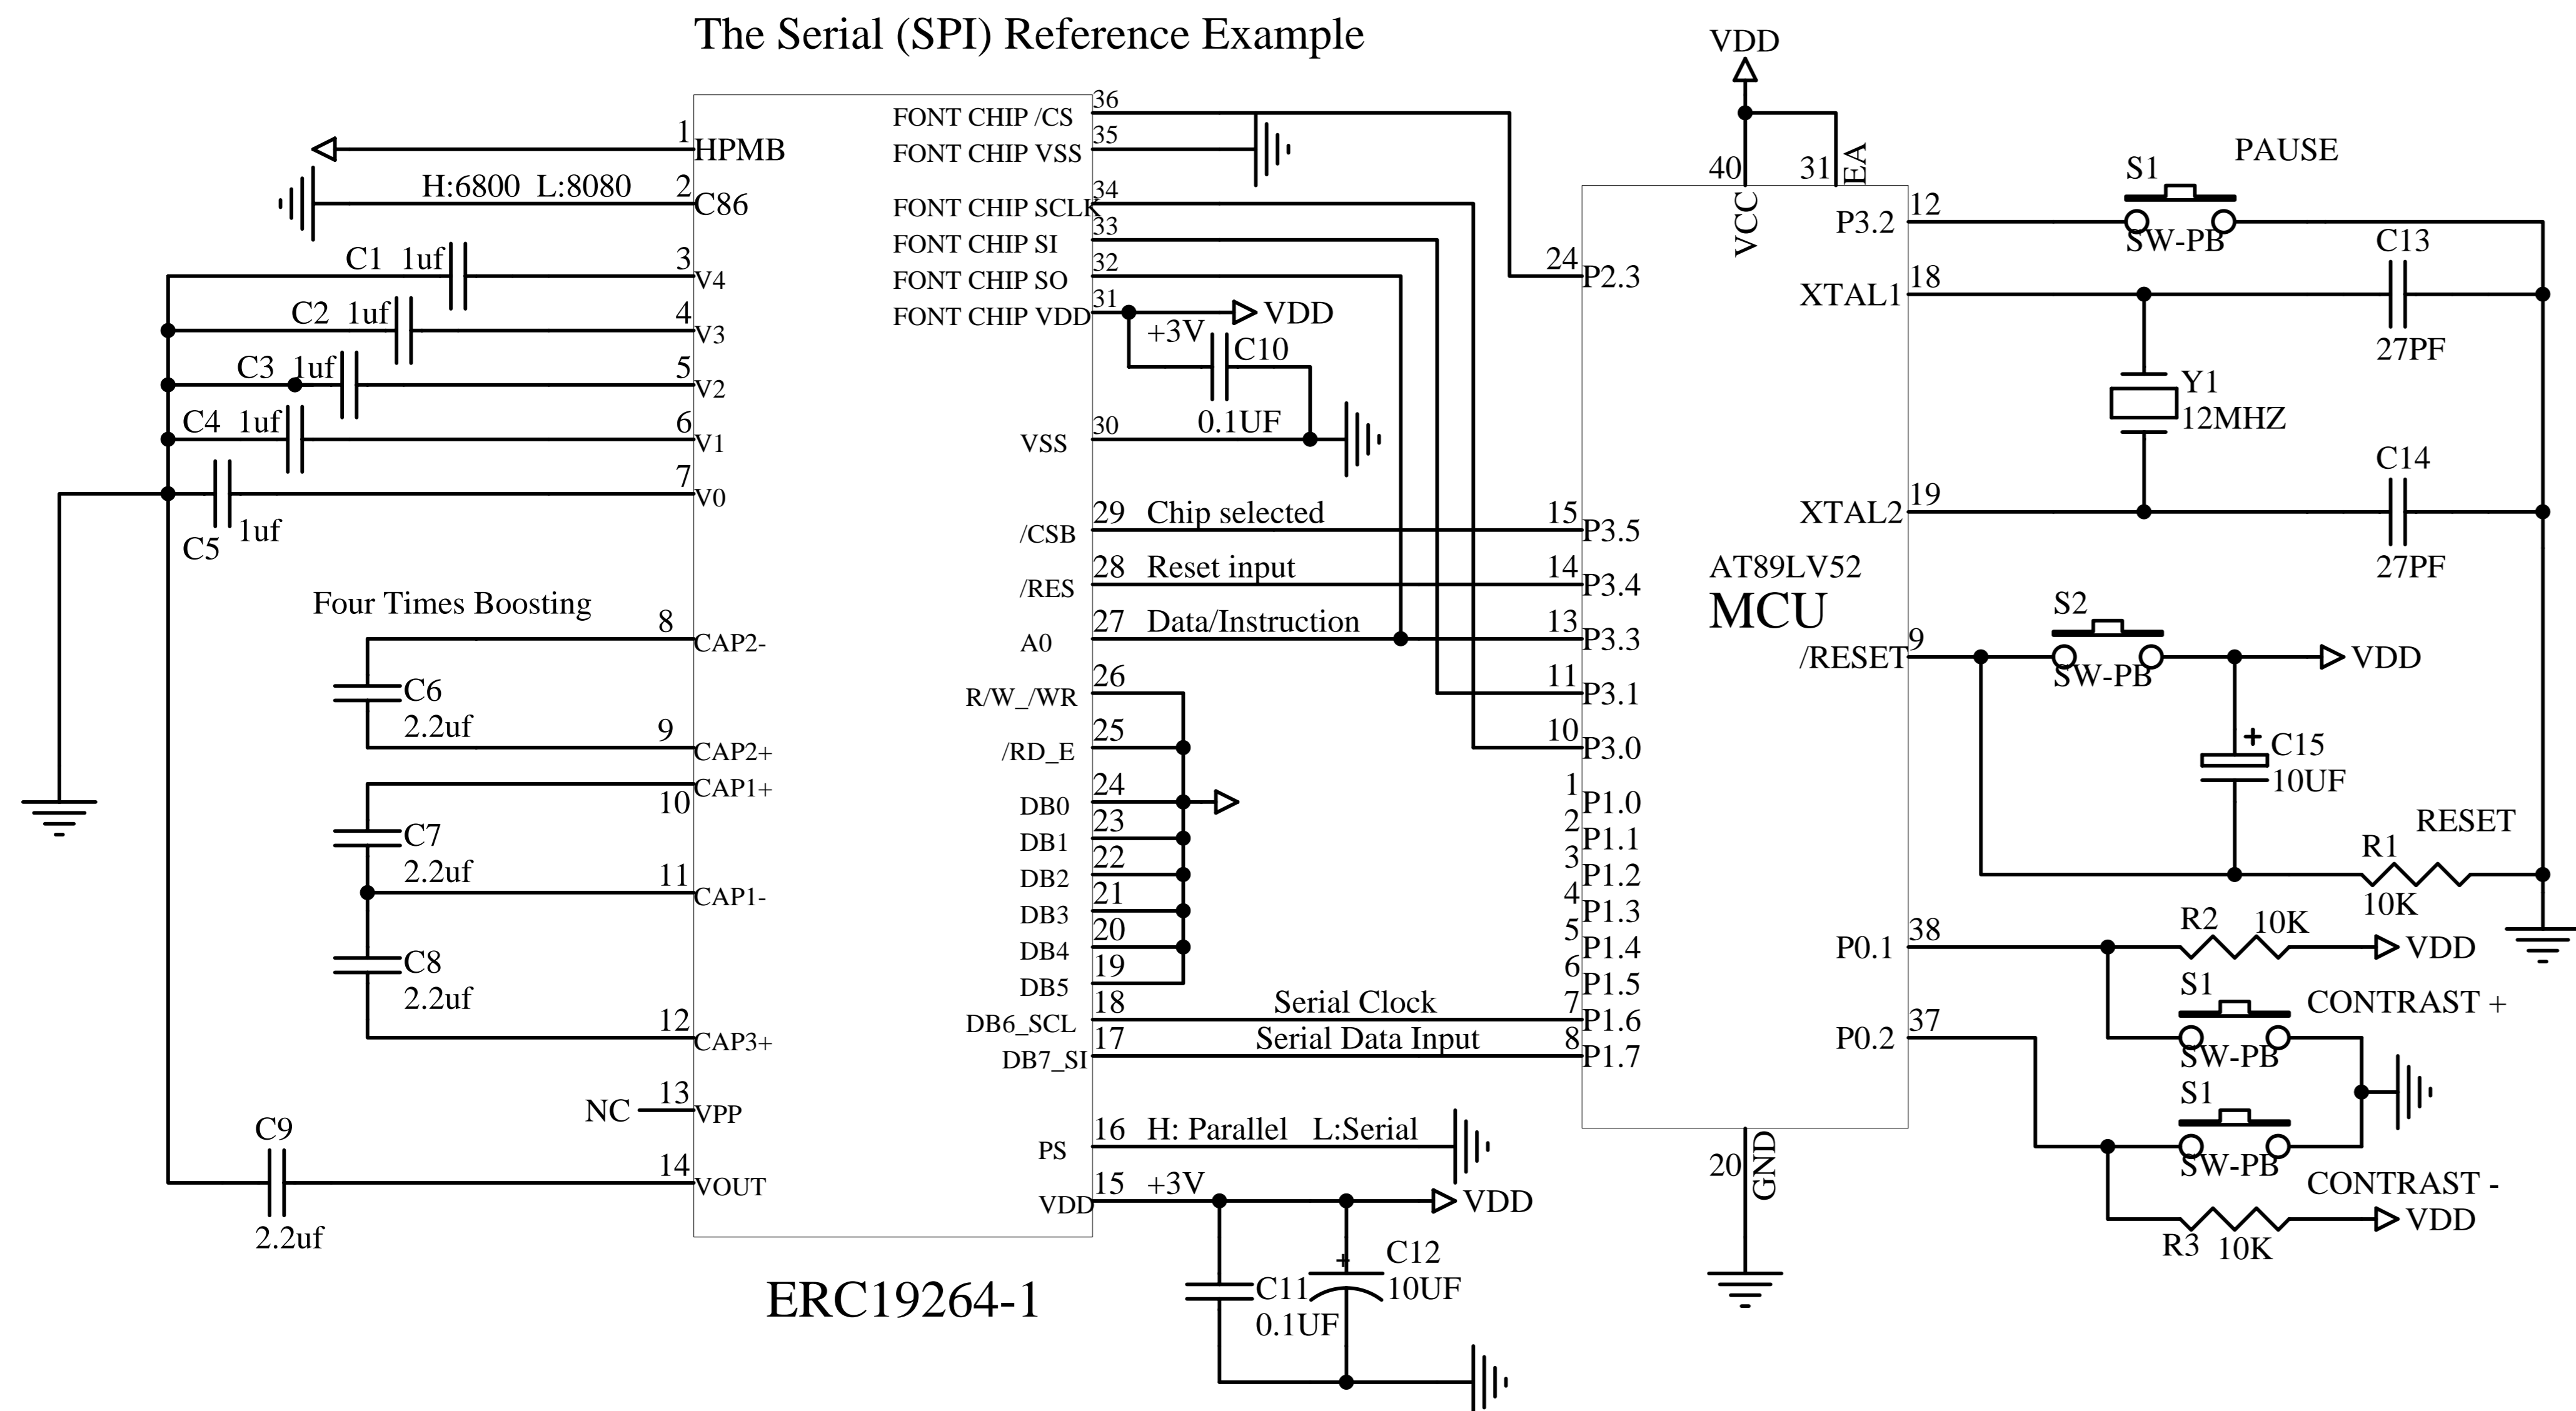 The Serial (SPI) Reference Example
1 HPMB
H:6800 L:8080 2 C86
C1 1uf 3 V4
C2 1uf 4 V3
C3 1uf 5 V2
C4 1uf 6 V1
7 V0
C5 1uf
Four Times Boosting
8 CAP2-
C6
2.2uf
9 CAP2+
CAP1+
10
C7
2.2uf
11 CAP1-
C8
2.2uf
12 CAP3+
NC 13 VPP
C9
14 VOUT
2.2uf
FONT CHIP /CS 36
FONT CHIP VSS 35
FONT CHIP SCLK 34
FONT CHIP SI 33
FONT CHIP SO 32
FONT CHIP VDD 31
VDD
+3V
C10
0.1UF
VSS 30
/CSB 29 Chip selected
/RES 28 Reset input
A0 27 Data/Instruction
R/W_/WR 26
/RD_E 25
DB0 24
DB1 23
DB2 22
DB3 21
DB4 20
DB5 19
DB6_SCL 18 Serial Clock
DB7_SI 17 Serial Data Input
PS 16 H: Parallel L:Serial
VDD 15 +3V VDD
C11
0.1UF
+
C12
10UF
ERC19264-1
VDD
40 VCC
31 EA
24 P2.3
15 P3.5
14 P3.4
13 P3.3
11 P3.1
10 P3.0
1 P1.0
2 P1.1
3 P1.2
4 P1.3
5 P1.4
6 P1.5
7 P1.6
8 P1.7
AT89LV52
MCU
20 GND
P3.2 12
XTAL1 18
XTAL2 19
/RESET 9
P0.1 38
P0.2 37
S1 PAUSE
SW-PB
C13
27PF
Y1
12MHZ
C14
27PF
S2
SW-PB
VDD
+
C15
10UF
RESET
R1
10K
R2 10K
VDD
S1
CONTRAST +
SW-PB
S1
SW-PB
CONTRAST -
VDD
R3 10K